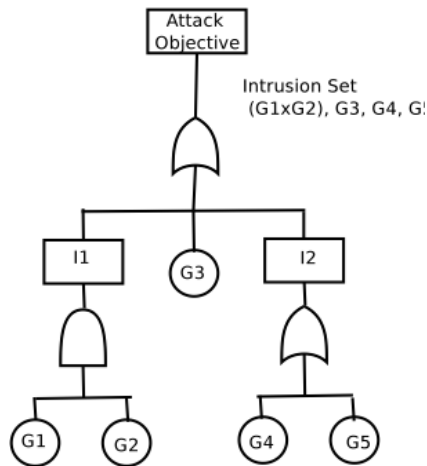 Attack
Objective
Intrusion Set
(G1xG2), G3, G4, G5
I1
G3
I2
G1
G2
G4
G5